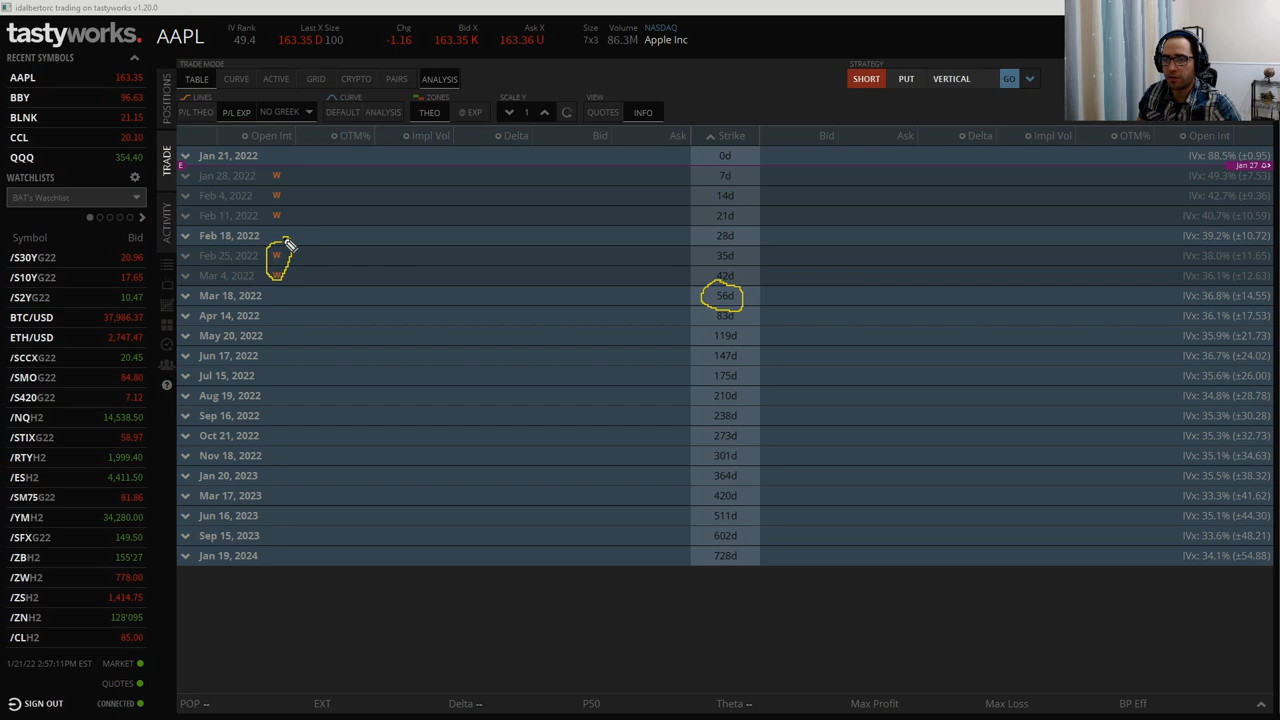 idalbertorc trading on tastyworks v1.20.0
tastyworks. AAPL IV Rank 49.4 Last X Size 163.35 D 100 Chg -1.16 Bid X 163.35 K Ask X 163.36 U Size 7x3 Volume 86.3M NASDAQ Apple Inc
RECENT SYMBOLS
AAPL 163.35
BBY 96.63
BLNK 21.15
CCL 20.10
QQQ 354.40
WATCHLISTS
BAT's Watchlist
Symbol Bid
/S30YG22 20.96
/S10YG22 17.65
/S2YG22 10.47
BTC/USD 37,986.37
ETH/USD 2,747.47
/SCCXG22 20.45
/SMOG22 84.80
/S420G22 7.12
/NQH2 14,538.50
/STIXG22 58.97
/RTYH2 1,999.40
/ESH2 4,411.50
/SM75G22 81.86
/YMH2 34,280.00
/SFXG22 149.50
/ZBH2 155'27
/ZWH2 778.00
/ZSH2 1,414.75
/ZNH2 128'095
/CLH2 85.00
1/21/22 2:57:11PM EST MARKET
QUOTES
SIGN OUT CONNECTED
POSITIONS
TRADE
ACTIVITY
TRADE MODE
TABLE CURVE ACTIVE GRID CRYPTO PAIRS ANALYSIS
STRATEGY
SHORT PUT VERTICAL GO
LINES CURVE ZONES SCALE Y VIEW
P/L THEO P/L EXP NO GREEK DEFAULT ANALYSIS THEO @ EXP 1 QUOTES INFO
Open Int OTM% Impl Vol Delta Bid Ask Strike Bid Ask Delta Impl Vol OTM% Open Int
Jan 21, 2022 0d IVx: 88.5% (±0.95)
E Jan 27
Jan 28, 2022 W 7d IVx: 49.3% (±7.53)
Feb 4, 2022 W 14d IVx: 42.7% (±9.36)
Feb 11, 2022 W 21d IVx: 40.7% (±10.59)
Feb 18, 2022 28d IVx: 39.2% (±10.72)
Feb 25, 2022 W 35d IVx: 38.0% (±11.65)
Mar 4, 2022 W 42d IVx: 36.1% (±12.63)
Mar 18, 2022 56d IVx: 36.8% (±14.55)
Apr 14, 2022 83d IVx: 36.1% (±17.53)
May 20, 2022 119d IVx: 35.9% (±21.73)
Jun 17, 2022 147d IVx: 36.7% (±24.02)
Jul 15, 2022 175d IVx: 35.6% (±26.00)
Aug 19, 2022 210d IVx: 34.8% (±28.78)
Sep 16, 2022 238d IVx: 35.3% (±30.28)
Oct 21, 2022 273d IVx: 35.3% (±32.73)
Nov 18, 2022 301d IVx: 35.1% (±34.63)
Jan 20, 2023 364d IVx: 35.5% (±38.32)
Mar 17, 2023 420d IVx: 33.3% (±41.62)
Jun 16, 2023 511d IVx: 35.1% (±44.30)
Sep 15, 2023 602d IVx: 33.6% (±48.21)
Jan 19, 2024 728d IVx: 34.1% (±54.88)
POP -- EXT Delta -- P50 Theta -- Max Profit Max Loss BP Eff